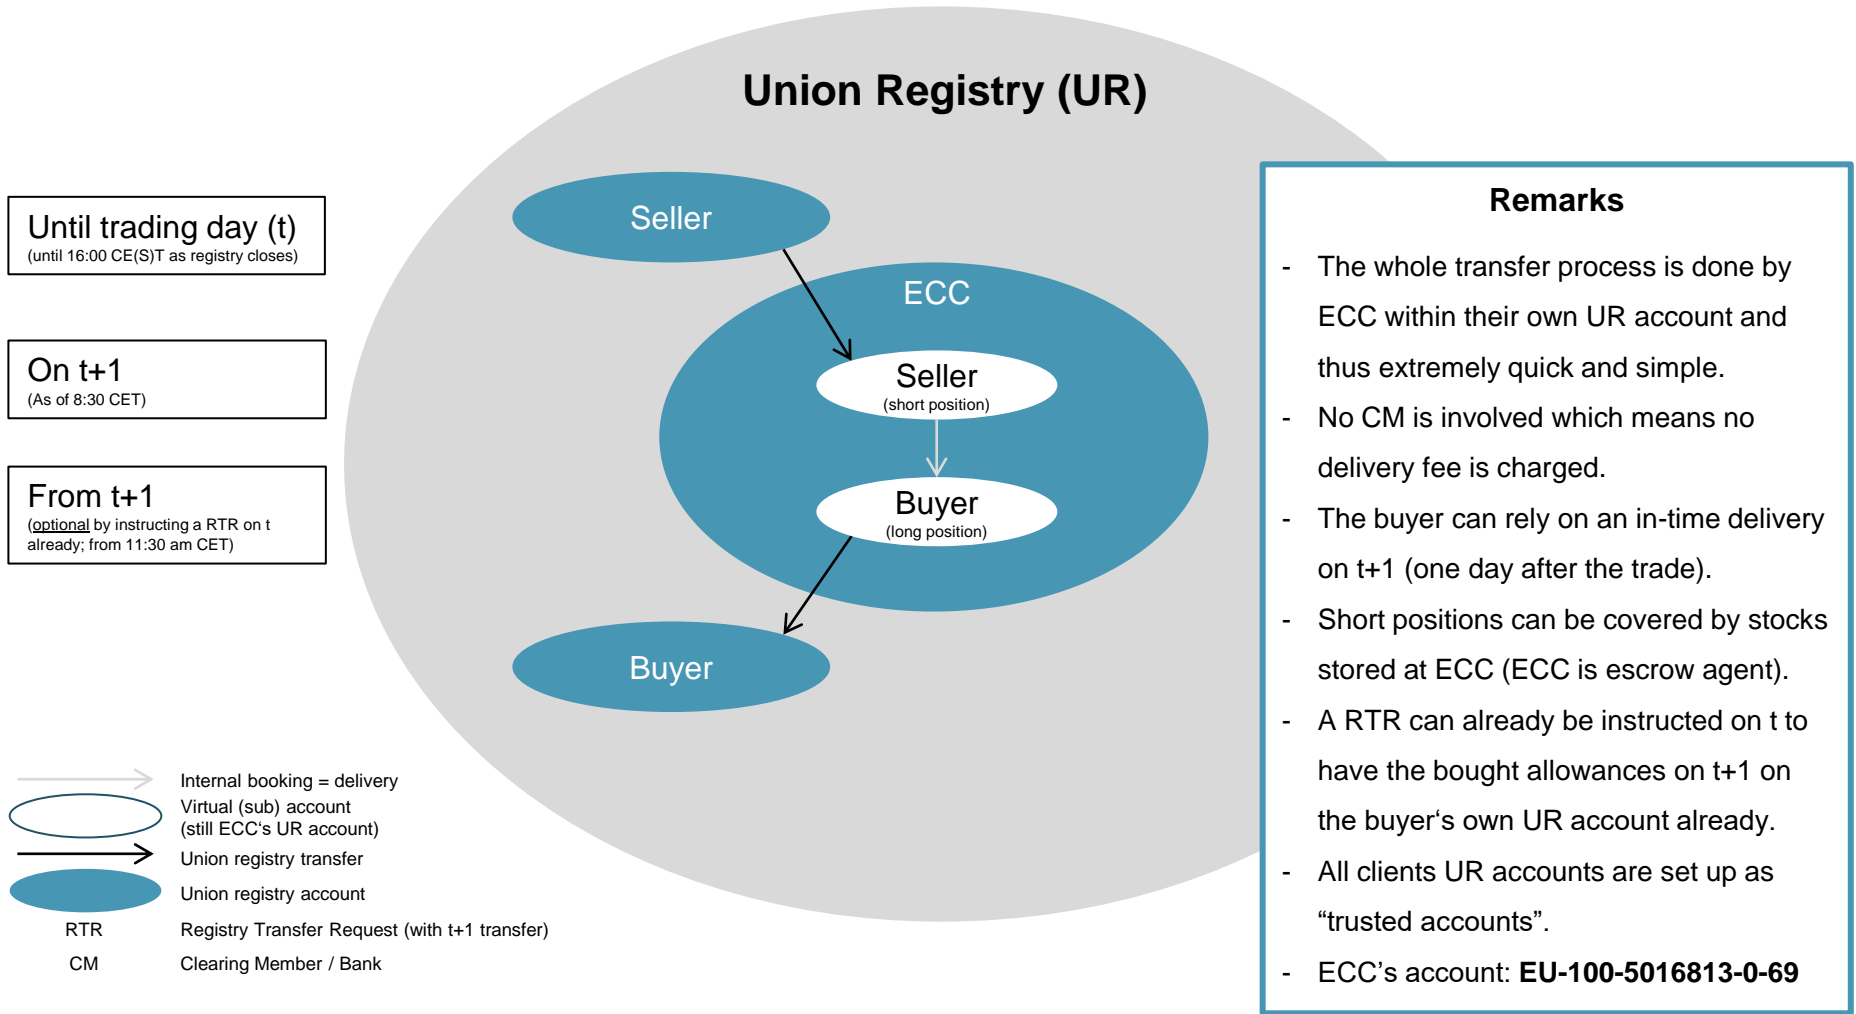 Union Registry (UR)
Until trading day (t)
(until 16:00 CE(S)T as registry closes)
On t+1
(As of 8:30 CET)
From t+1
(optional by instructing a RTR on t
already; from 11:30 am CET)
Seller
ECC
Seller
(short position)
Buyer
(long position)
Buyer
Internal booking = delivery
Virtual (sub) account
(still ECC‘s UR account)
Union registry transfer
Union registry account
RTR Registry Transfer Request (with t+1 transfer)
CM Clearing Member / Bank
Remarks
- The whole transfer process is done by
ECC within their own UR account and
thus extremely quick and simple.
- No CM is involved which means no
delivery fee is charged.
- The buyer can rely on an in-time delivery
on t+1 (one day after the trade).
- Short positions can be covered by stocks
stored at ECC (ECC is escrow agent).
- A RTR can already be instructed on t to
have the bought allowances on t+1 on
the buyer‘s own UR account already.
- All clients UR accounts are set up as
“trusted accounts”.
- ECC’s account: EU-100-5016813-0-69